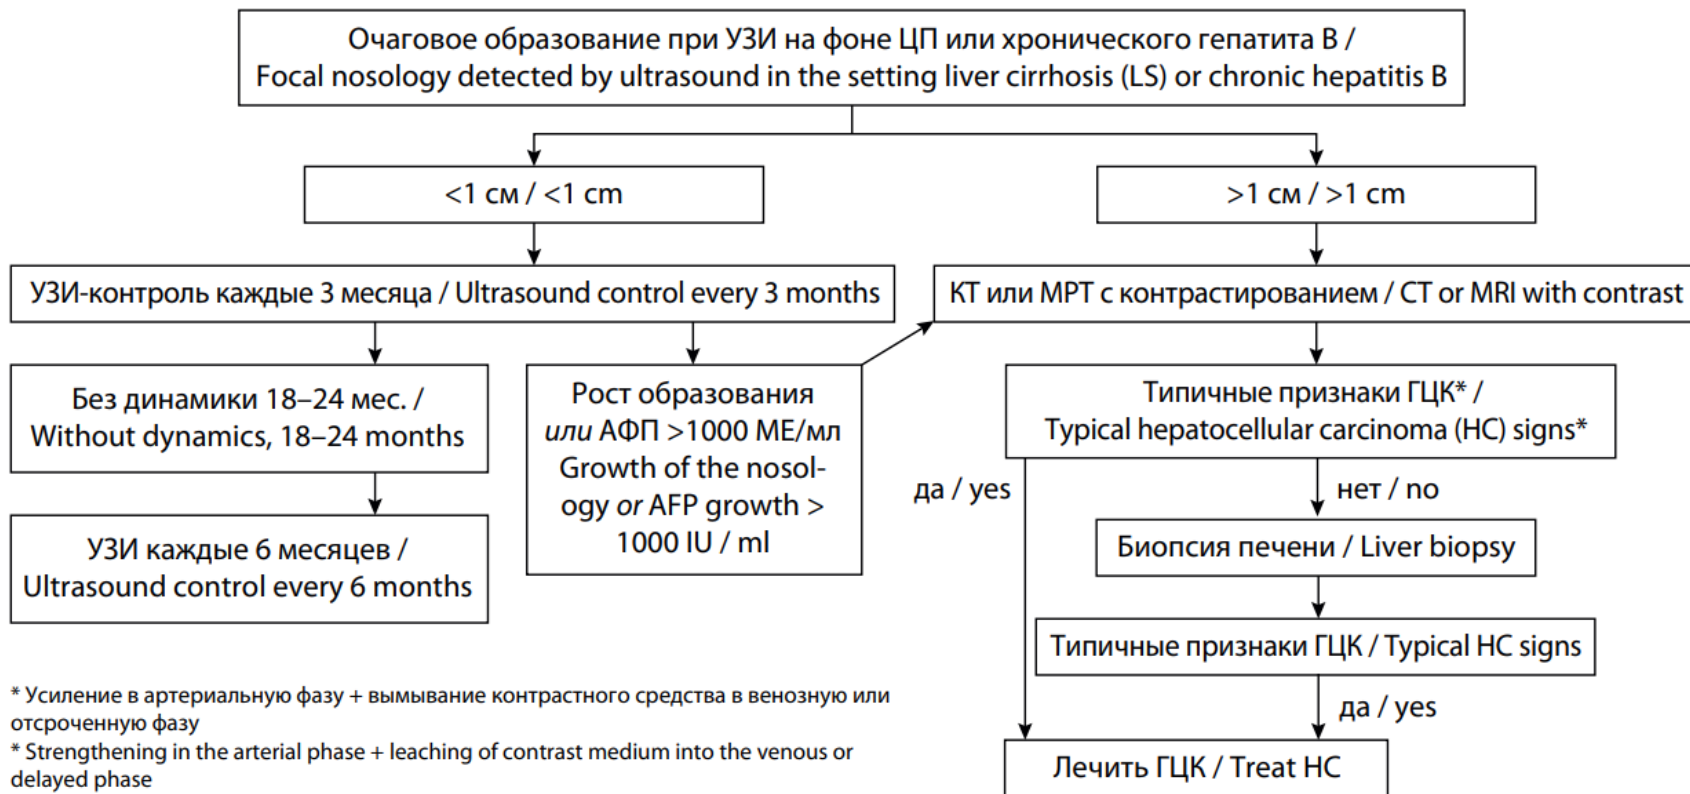 Очаговое образование при УЗИ на фоне ЦП или хронического гепатита В /
Focal nosology detected by ultrasound in the setting liver cirrhosis (LS) or chronic hepatitis B
<1 см / <1 cm
>1 см / >1 cm
УЗИ-контроль каждые 3 месяца / Ultrasound control every 3 months
КТ или МРТ с контрастированием / CT or MRI with contrast
Без динамики 18–24 мес. /
Without dynamics, 18–24 months
Рост образования
или АФП >1000 МЕ/мл
Growth of the nosol-
ogy or AFP growth >
1000 IU / ml
Типичные признаки ГЦК* /
Typical hepatocellular carcinoma (HC) signs*
да / yes
нет / no
УЗИ каждые 6 месяцев /
Ultrasound control every 6 months
Биопсия печени / Liver biopsy
Типичные признаки ГЦК / Typical HC signs
да / yes
Лечить ГЦК / Treat HC
* Усиление в артериальную фазу + вымывание контрастного средства в венозную или
отсроченную фазу
* Strengthening in the arterial phase + leaching of contrast medium into the venous or
delayed phase